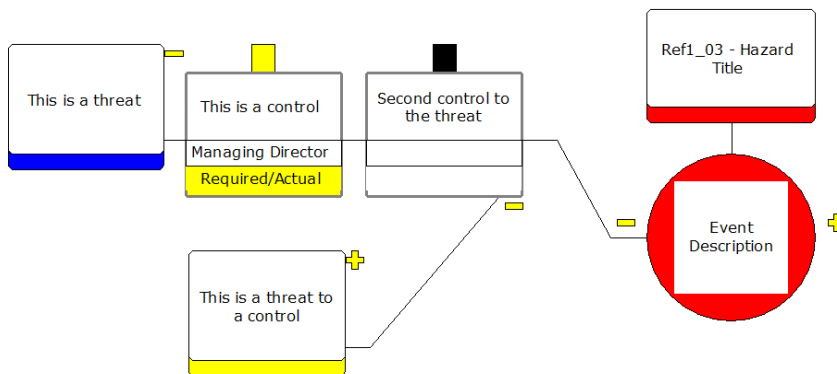 This is a threat
This is a control
Managing Director
Required/Actual
Second control to
the threat
Ref1_03 - Hazard
Title
Event
Description
This is a threat to
a control